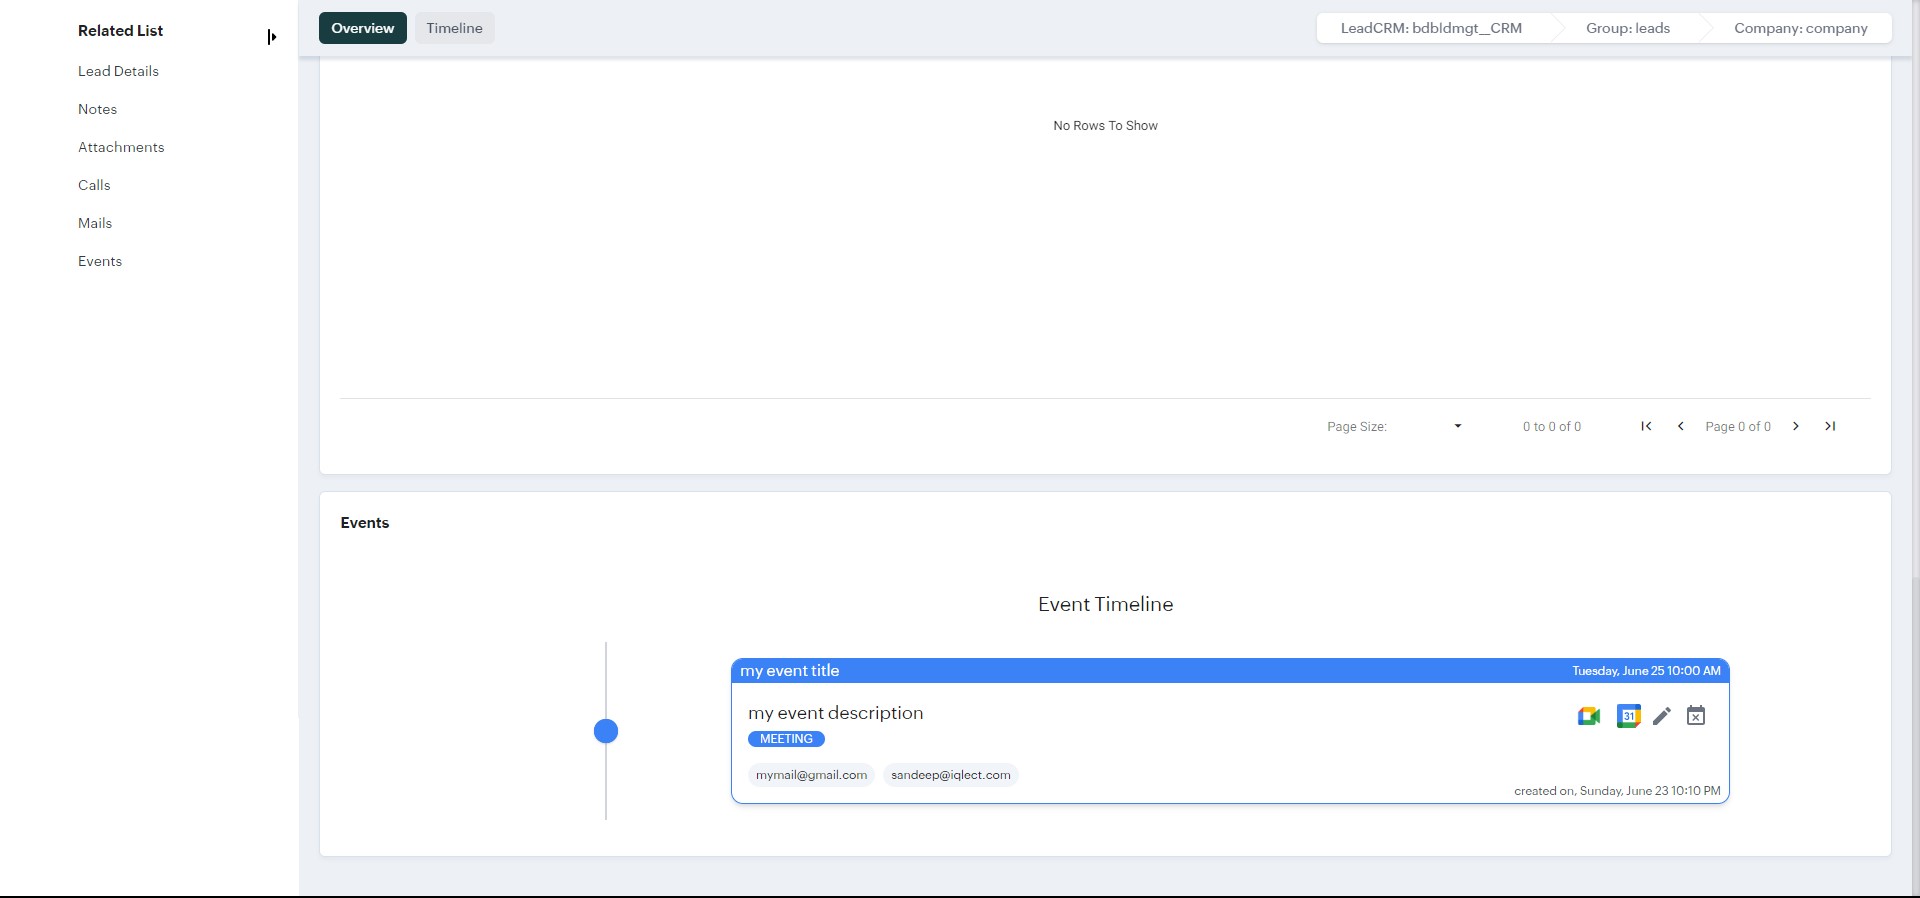 Related List
Lead Details
Notes
Attachments
Calls
Mails
Events
Overview
Timeline
LeadCRM: bdbldmgt__CRM
Group: leads
Company: company
No Rows To Show
Page Size:
0 to 0 of 0
Page 0 of 0
Events
Event Timeline
my event title
Tuesday, June 25 10:00 AM
my event description
31
MEETING
mymail@gmail.com
sandeep@iqlect.com
created on, Sunday, June 23 10:10 PM